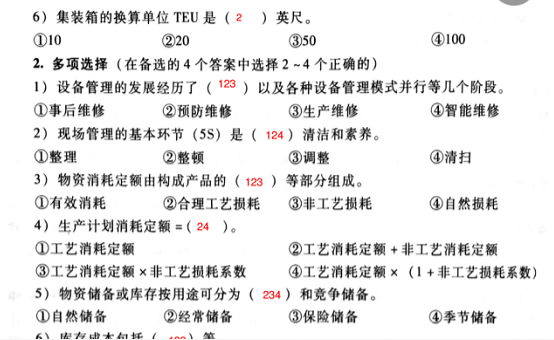 6）集装箱的换算单位 TEU 是（ 2 ）英尺。
①10 ②20 ③50 ④100
2. 多项选择（在备选的 4 个答案中选择 2～4 个正确的）
1）设备管理的发展经历了（ 123 ）以及各种设备管理模式并行等几个阶段。
①事后维修 ②预防维修 ③生产维修 ④智能维修
2）现场管理的基本环节（5S）是（ 124 ）清洁和素养。
①整理 ②整顿 ③调整 ④清扫
3）物资消耗定额由构成产品的（ 123 ）等部分组成。
①有效消耗 ②合理工艺损耗 ③非工艺损耗 ④自然损耗
4）生产计划消耗定额 =（ 24 ）。
①工艺消耗定额 ②工艺消耗定额 + 非工艺消耗定额
③工艺消耗定额 × 非工艺损耗系数 ④工艺消耗定额 ×（1 + 非工艺损耗系数）
5）物资储备或库存按用途可分为（ 234 ）和竞争储备。
①自然储备 ②经常储备 ③保险储备 ④季节储备
6）库存成本包括（